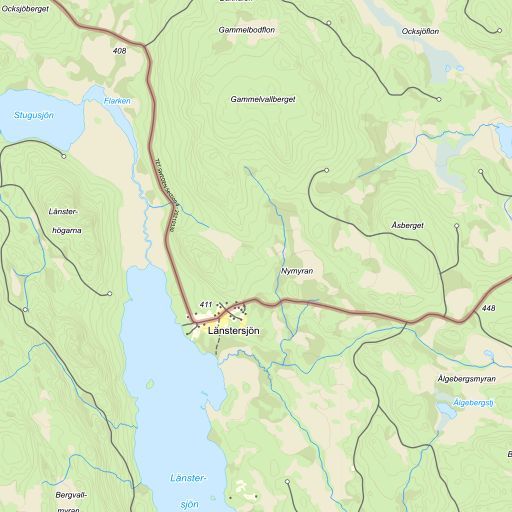 Ocksjöberget
Gammelbodflon
Ocksjöflon
408
Flarken
Gammelvallberget
Stugusjön
Länster-
högarna
Åsberget
Nymyran
411
448
Länstersjön
Ålgebergsmyran
Ålgebergstj
Länster-
sjön
Bergvall-
myran